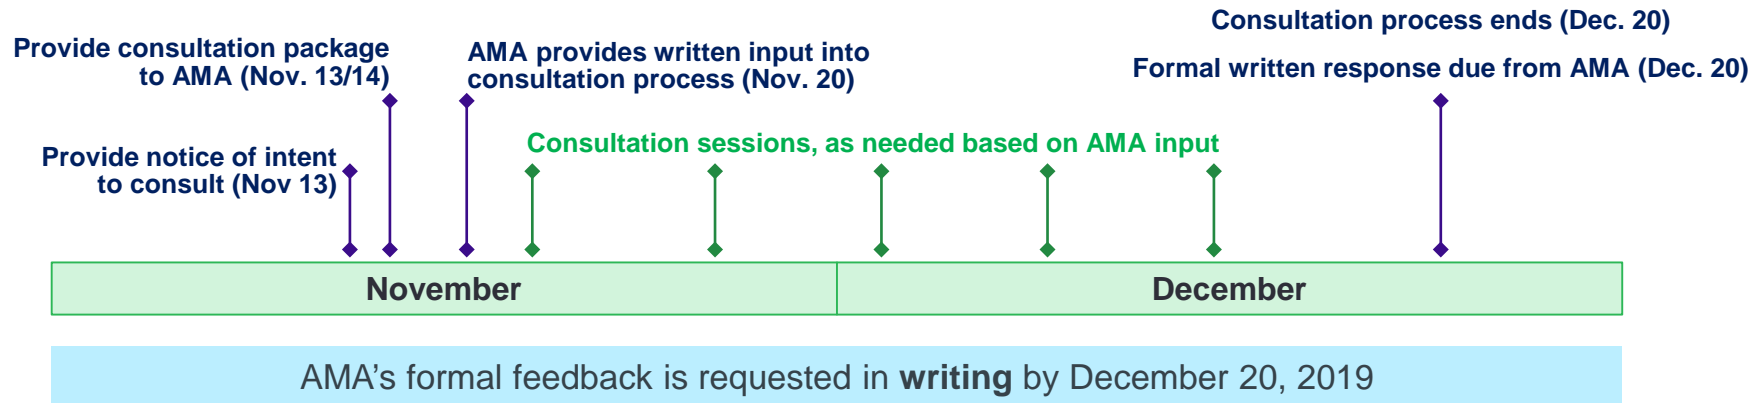 Consultation process ends (Dec. 20)
Provide consultation package
to AMA (Nov. 13/14)
AMA provides written input into
consultation process (Nov. 20)
Formal written response due from AMA (Dec. 20)
Provide notice of intent
to consult (Nov 13)
Consultation sessions, as needed based on AMA input
November
December
AMA’s formal feedback is requested in writing by December 20, 2019